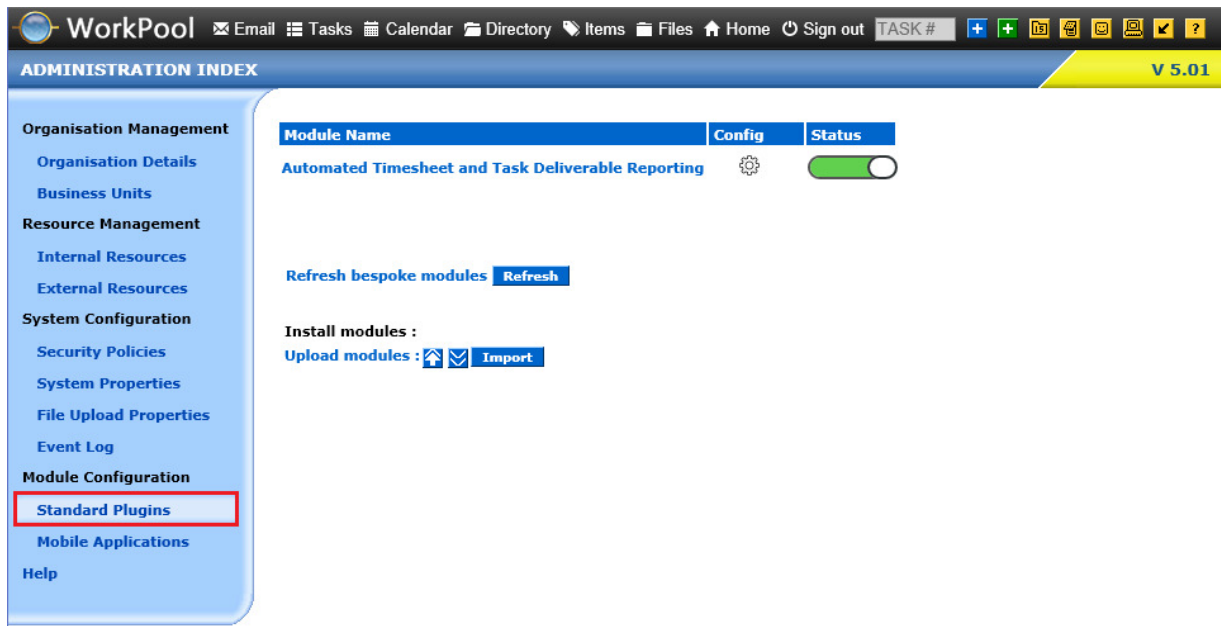 WorkPool Email Tasks Calendar Directory Items Files Home Sign out TASK #
ADMINISTRATION INDEX V 5.01
Organisation Management
Organisation Details
Business Units
Resource Management
Internal Resources
External Resources
System Configuration
Security Policies
System Properties
File Upload Properties
Event Log
Module Configuration
Standard Plugins
Mobile Applications
Help
Module Name Config Status
Automated Timesheet and Task Deliverable Reporting
Refresh bespoke modules Refresh
Install modules :
Upload modules : Import